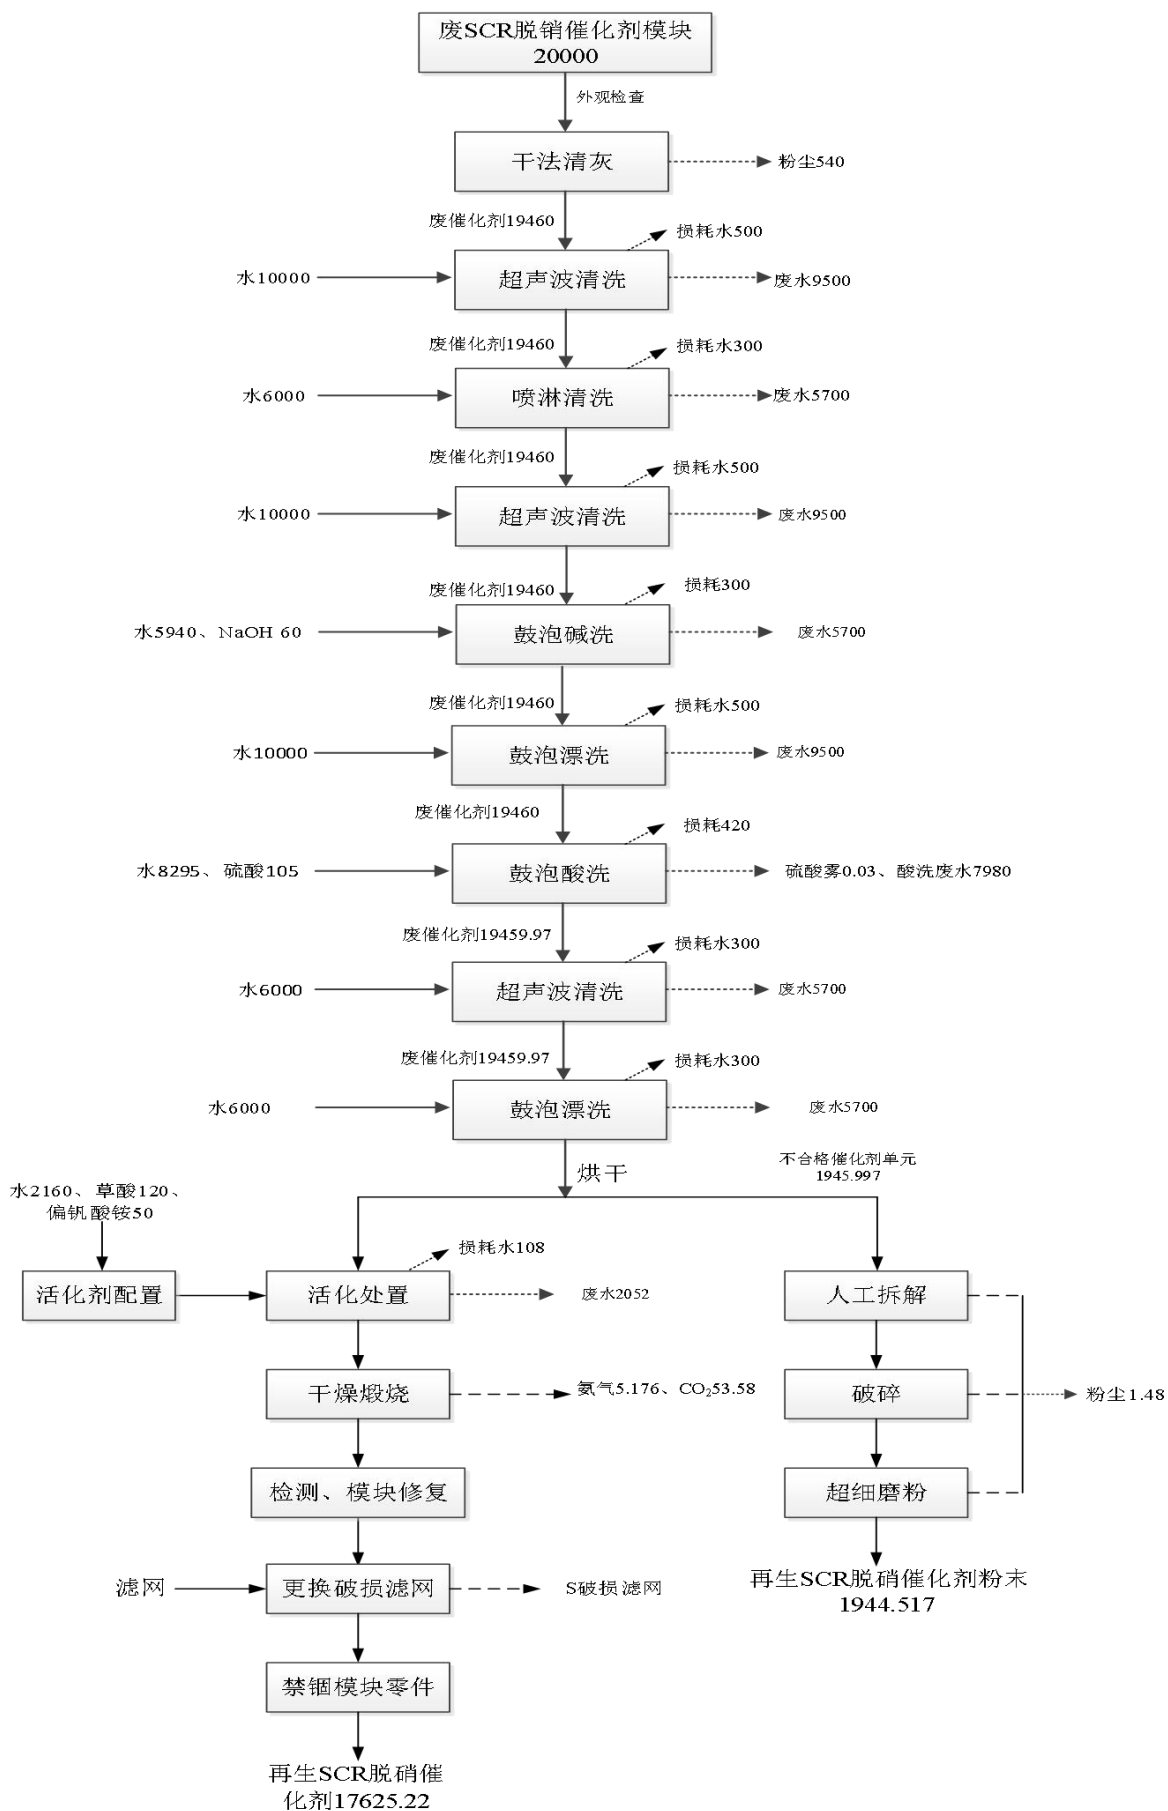 废SCR脱销催化剂模块
20000
外观检查
干法清灰
粉尘540
废催化剂19460
损耗水500
水10000
超声波清洗
废水9500
废催化剂19460
损耗水300
水6000
喷淋清洗
废水5700
废催化剂19460
损耗水500
水10000
超声波清洗
废水9500
废催化剂19460
损耗300
水5940、NaOH 60
鼓泡碱洗
废水5700
废催化剂19460
损耗水500
水10000
鼓泡漂洗
废水9500
废催化剂19460
损耗420
水8295、硫酸105
鼓泡酸洗
硫酸雾0.03、酸洗废水7980
废催化剂19459.97
损耗水300
水6000
超声波清洗
废水5700
废催化剂19459.97
损耗水300
水6000
鼓泡漂洗
废水5700
烘干
不合格催化剂单元
1945.997
水2160、草酸120、
偏钒酸铵50
损耗水108
活化剂配置
活化处置
废水2052
人工拆解
干燥煅烧
氨气5.176、CO₂53.58
破碎
粉尘1.48
检测、模块修复
超细磨粉
滤网
更换破损滤网
S破损滤网
再生SCR脱硝催化剂粉末
1944.517
禁锢模块零件
再生SCR脱硝催
化剂17625.22